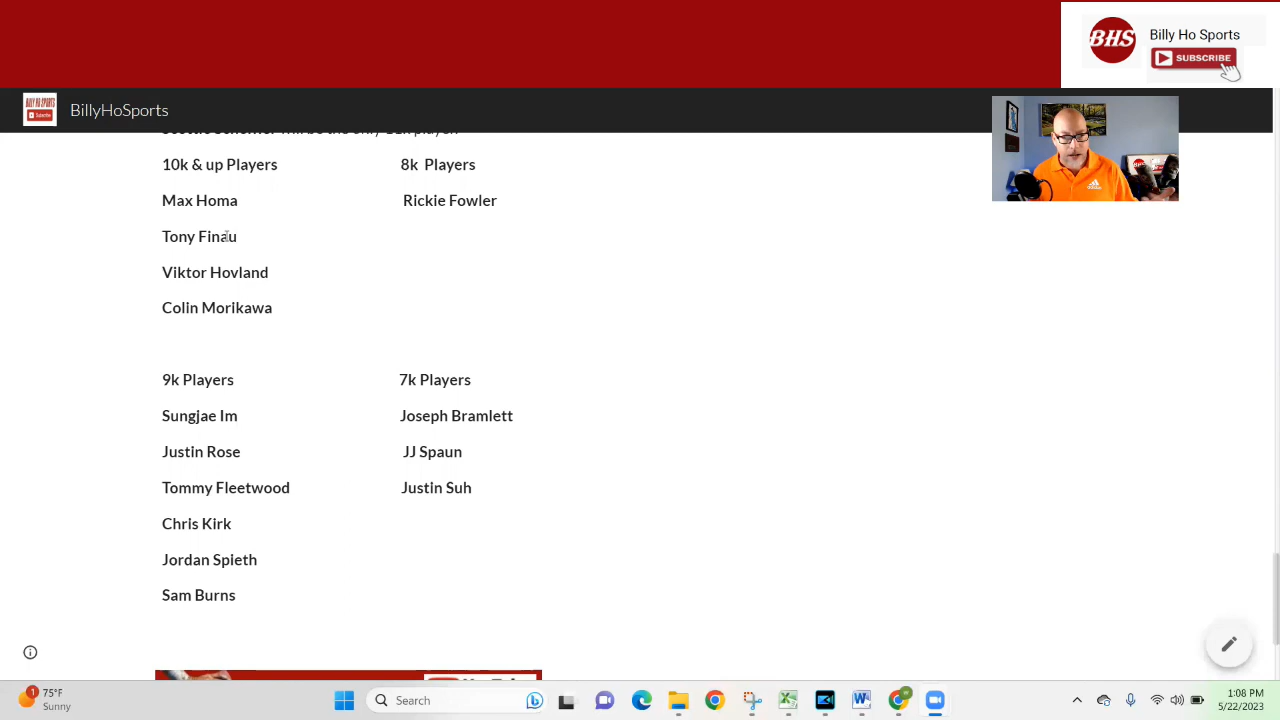 BHS
Billy Ho Sports
SUBSCRIBE
BillyHoSports
10k & up Players
8k Players
Max Homa
Rickie Fowler
Tony Finau
Viktor Hovland
Colin Morikawa
9k Players
7k Players
Sungjae Im
Joseph Bramlett
Justin Rose
JJ Spaun
Tommy Fleetwood
Justin Suh
Chris Kirk
Jordan Spieth
Sam Burns
1
75°F
Sunny
Search
1:08 PM
5/22/2023